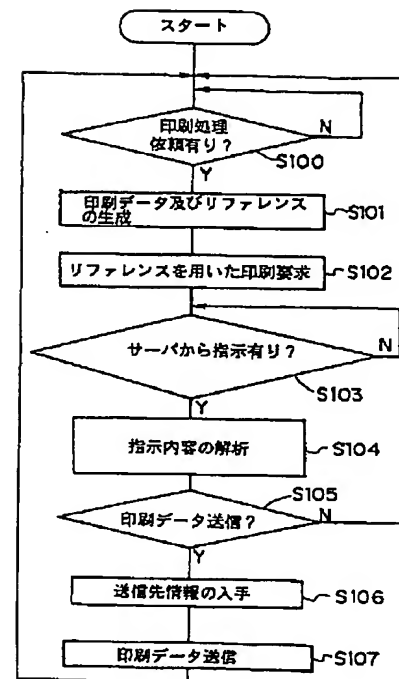 スタート
印刷処理
依頼有り？
N
S100
Y
印刷データ及びリファレンス
の生成
S101
リファレンスを用いた印刷要求
S102
サーバから指示有り？
N
S103
Y
指示内容の解析
S104
S105
印刷データ送信？
N
Y
送信先情報の入手
S106
印刷データ送信
S107